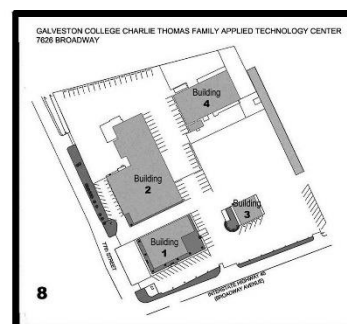 GALVESTON COLLEGE CHARLIE THOMAS FAMILY APPLIED TECHNOLOGY CENTER
7626 BROADWAY
Building
4
Building
2
Building
3
Building
1
77th STREET
INTERSTATE HIGHWAY 45
(BROADWAY AVENUE)
8